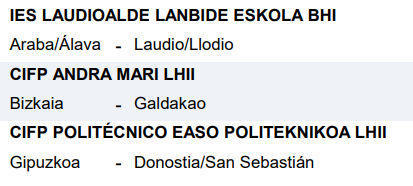 IES LAUDIOALDE LANBIDE ESKOLA BHI
Araba/Álava - Laudio/Llodio
CIFP ANDRA MARI LHII
Bizkaia - Galdakao
CIFP POLITÉCNICO EASO POLITEKNIKOA LHII
Gipuzkoa - Donostia/San Sebastián